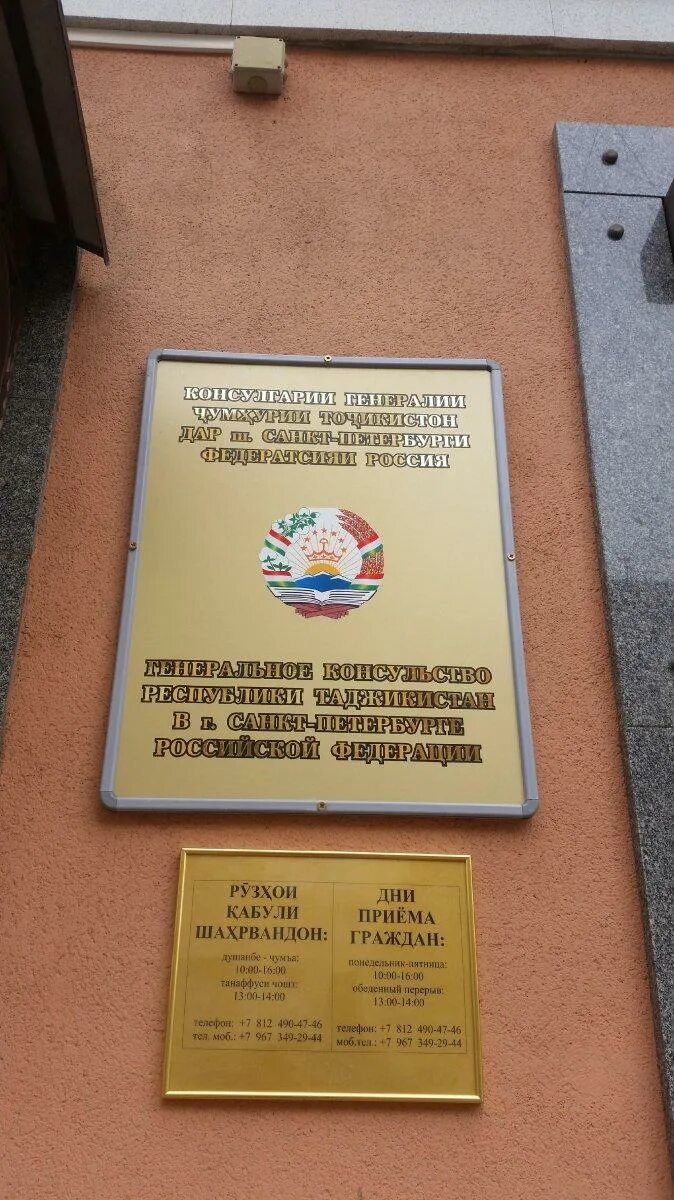 КОНСУЛГАРИИ ГЕНЕРАЛИИ
ҶУМҲУРИИ ТОҶИКИСТОН
ДАР ш. САНКТ-ПЕТЕРБУРГИ
ФЕДЕРАТСИЯИ РОССИЯ
ГЕНЕРАЛЬНОЕ КОНСУЛЬСТВО
РЕСПУБЛИКИ ТАДЖИКИСТАН
В г. САНКТ-ПЕТЕРБУРГЕ
РОССИЙСКОЙ ФЕДЕРАЦИИ
РӮЗҲОИ
ҚАБУЛИ
ШАҲРВАНДОН:
душанбе - ҷумъа:
10:00-16:00
танаффуси чошт:
13:00-14:00
телефон: +7 812 490-47-46
тел. моб.: +7 967 349-29-44
ДНИ
ПРИЁМА
ГРАЖДАН:
понедельник-пятница:
10:00-16:00
обеденный перерыв:
13:00-14:00
телефон: +7 812 490-47-46
моб.тел.: +7 967 349-29-44